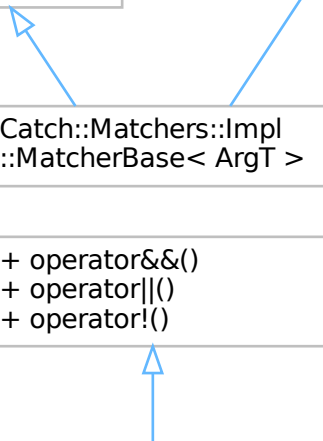 Catch::Matchers::Impl
::MatcherBase< ArgT >
+ operator&&()
+ operator||()
+ operator!()